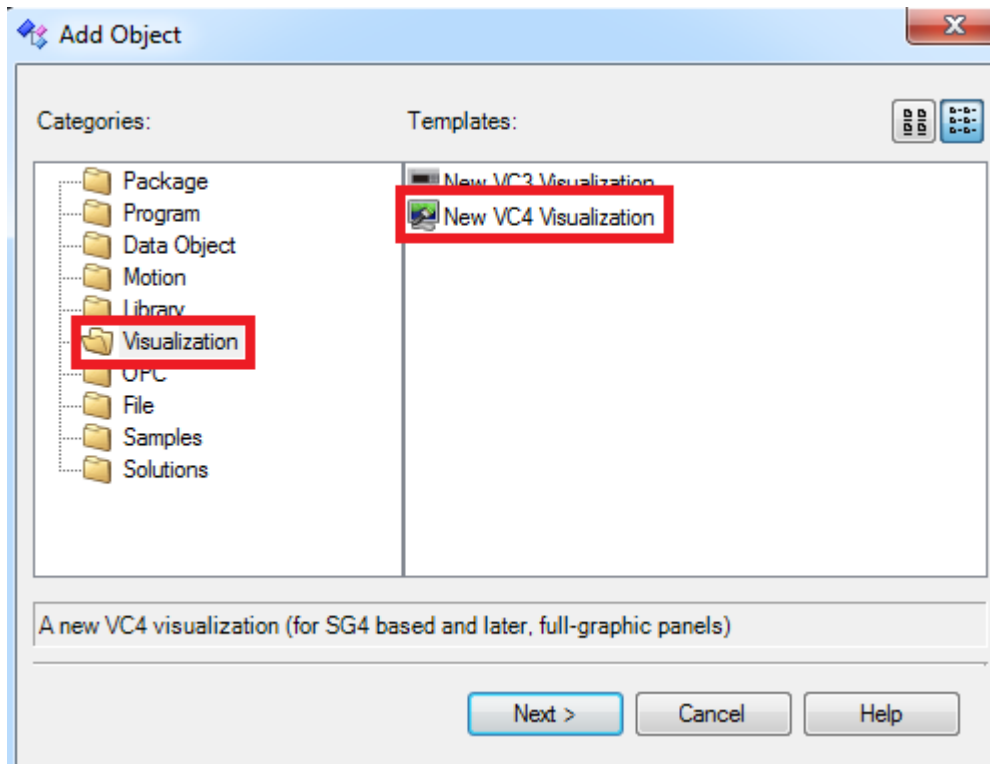 Add Object
Categories:
Templates:
Package
Program
Data Object
Motion
Library
Visualization
OPC
File
Samples
Solutions
New VC3 Visualization
New VC4 Visualization
A new VC4 visualization (for SG4 based and later, full-graphic panels)
Next >
Cancel
Help